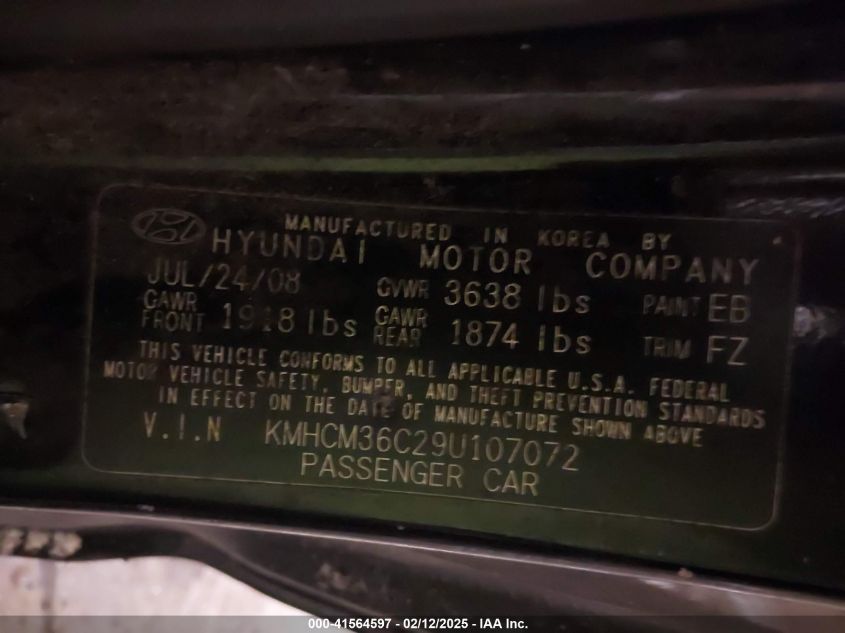 MANUFACTURED IN KOREA BY
HYUNDAI MOTOR COMPANY
JUL/24/08 GVWR 3638 lbs PAINT EB
GAWR FRONT 1918 lbs GAWR REAR 1874 lbs TRIM FZ
THIS VEHICLE CONFORMS TO ALL APPLICABLE U.S.A. FEDERAL
MOTOR VEHICLE SAFETY, BUMPER, AND THEFT PREVENTION STANDARDS
IN EFFECT ON THE DATE OF MANUFACTURE SHOWN ABOVE
V.I.N KMHCM36C29U107072
PASSENGER CAR
000-41564597 - 02/12/2025 - IAA Inc.